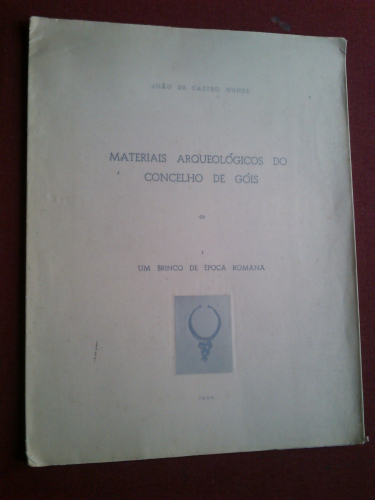 JOÃO DE CASTRO NUNES
MATERIAIS ARQUEOLÓGICOS DO
CONCELHO DE GÓIS
I
UM BRINCO DE ÉPOCA ROMANA